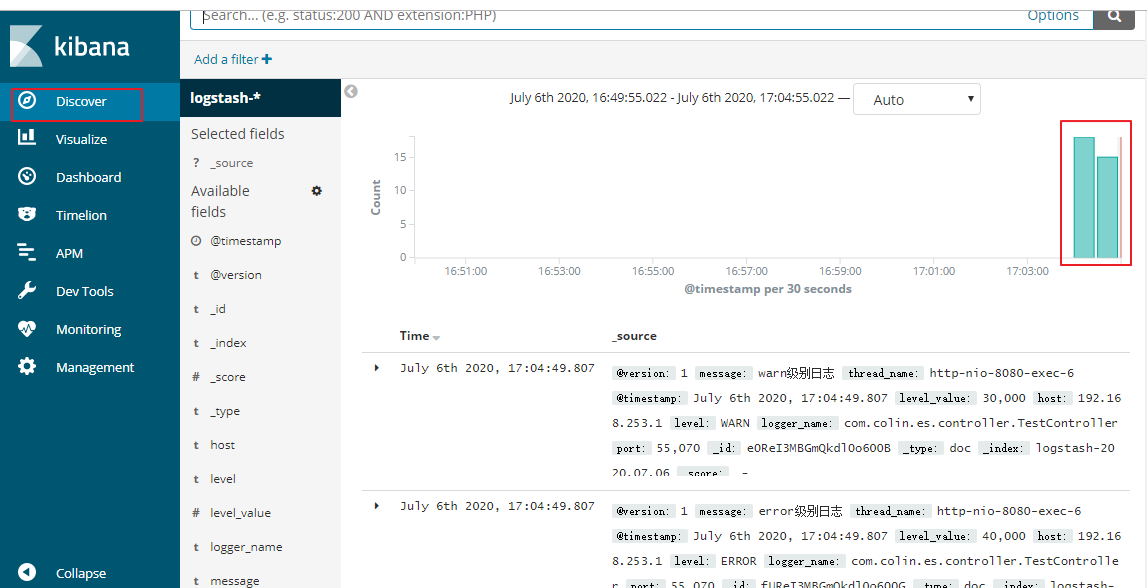 Search... (e.g. status:200 AND extension:PHP)
Options
kibana
Add a filter +
Discover
Visualize
Dashboard
Timelion
APM
Dev Tools
Monitoring
Management
Collapse
logstash-*
Selected fields
? _source
Available
fields
@timestamp
t @version
t _id
t _index
# _score
t _type
t host
t level
# level_value
t logger_name
t message
July 6th 2020, 16:49:55.022 - July 6th 2020, 17:04:55.022 —
Auto
Count
15
10
5
0
16:51:00 16:53:00 16:55:00 16:57:00 16:59:00 17:01:00 17:03:00
@timestamp per 30 seconds
Time _source
July 6th 2020, 17:04:49.807
@version: 1 message: warn级别日志 thread_name: http-nio-8080-exec-6
@timestamp: July 6th 2020, 17:04:49.807 level_value: 30,000 host: 192.16
8.253.1 level: WARN logger_name: com.colin.es.controller.TestController
port: 55,070 _id: eOReI3MBGmQkdlOo6O0B _type: doc _index: logstash-20
20.07.06 _score: -
July 6th 2020, 17:04:49.807
@version: 1 message: error级别日志 thread_name: http-nio-8080-exec-6
@timestamp: July 6th 2020, 17:04:49.807 level_value: 40,000 host: 192.16
8.253.1 level: ERROR logger_name: com.colin.es.controller.TestControlle
r port: 55,070 _id: fUReI3MBGmQkdlOo6O0G _type: doc _index: logstash-